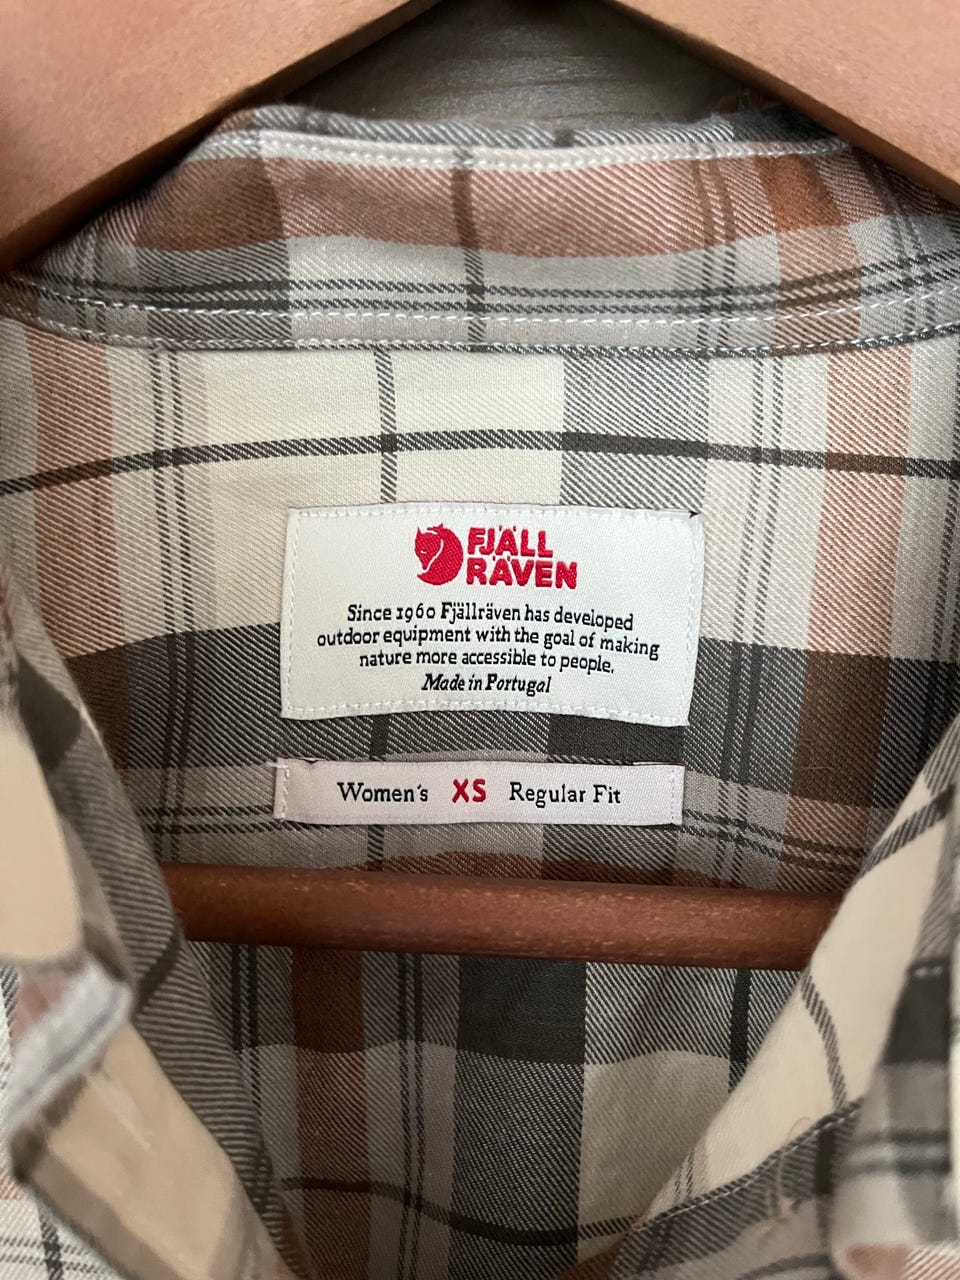 FJÄLL
RÄVEN
Since 1960 Fjällräven has developed
outdoor equipment with the goal of making
nature more accessible to people.
Made in Portugal
Women's XS Regular Fit